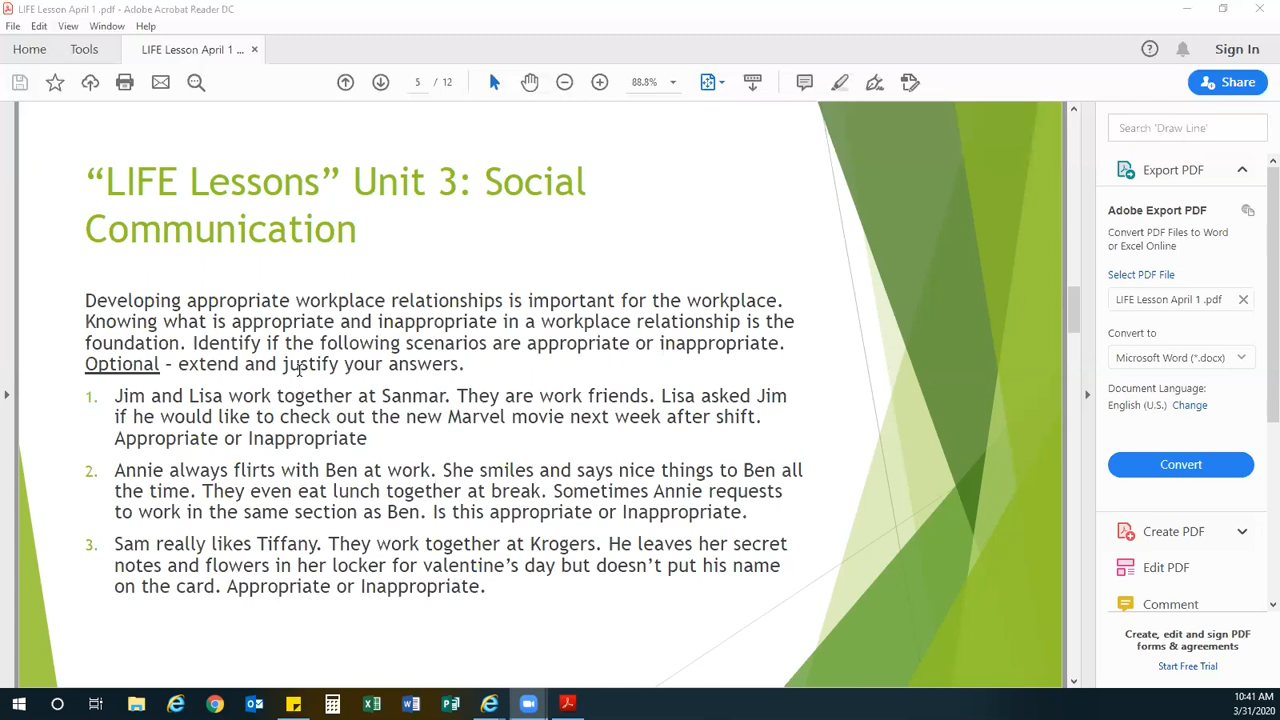 LIFE Lesson April 1 .pdf - Adobe Acrobat Reader DC
File Edit View Window Help
Home Tools LIFE Lesson April 1 ... × Sign In
5 / 12 88.8% Share
“LIFE Lessons” Unit 3: Social
Communication
Developing appropriate workplace relationships is important for the workplace.
Knowing what is appropriate and inappropriate in a workplace relationship is the
foundation. Identify if the following scenarios are appropriate or inappropriate.
Optional – extend and justify your answers.
1. Jim and Lisa work together at Sanmar. They are work friends. Lisa asked Jim
if he would like to check out the new Marvel movie next week after shift.
Appropriate or Inappropriate
2. Annie always flirts with Ben at work. She smiles and says nice things to Ben all
the time. They even eat lunch together at break. Sometimes Annie requests
to work in the same section as Ben. Is this appropriate or Inappropriate.
3. Sam really likes Tiffany. They work together at Krogers. He leaves her secret
notes and flowers in her locker for valentine’s day but doesn’t put his name
on the card. Appropriate or Inappropriate.
Search 'Draw Line'
Export PDF
Adobe Export PDF
Convert PDF Files to Word
or Excel Online
Select PDF File
LIFE Lesson April 1 .pdf
Convert to
Microsoft Word (*.docx)
Document Language:
English (U.S.) Change
Convert
Create PDF
Edit PDF
Comment
Create, edit and sign PDF
forms & agreements
Start Free Trial
10:41 AM
3/31/2020